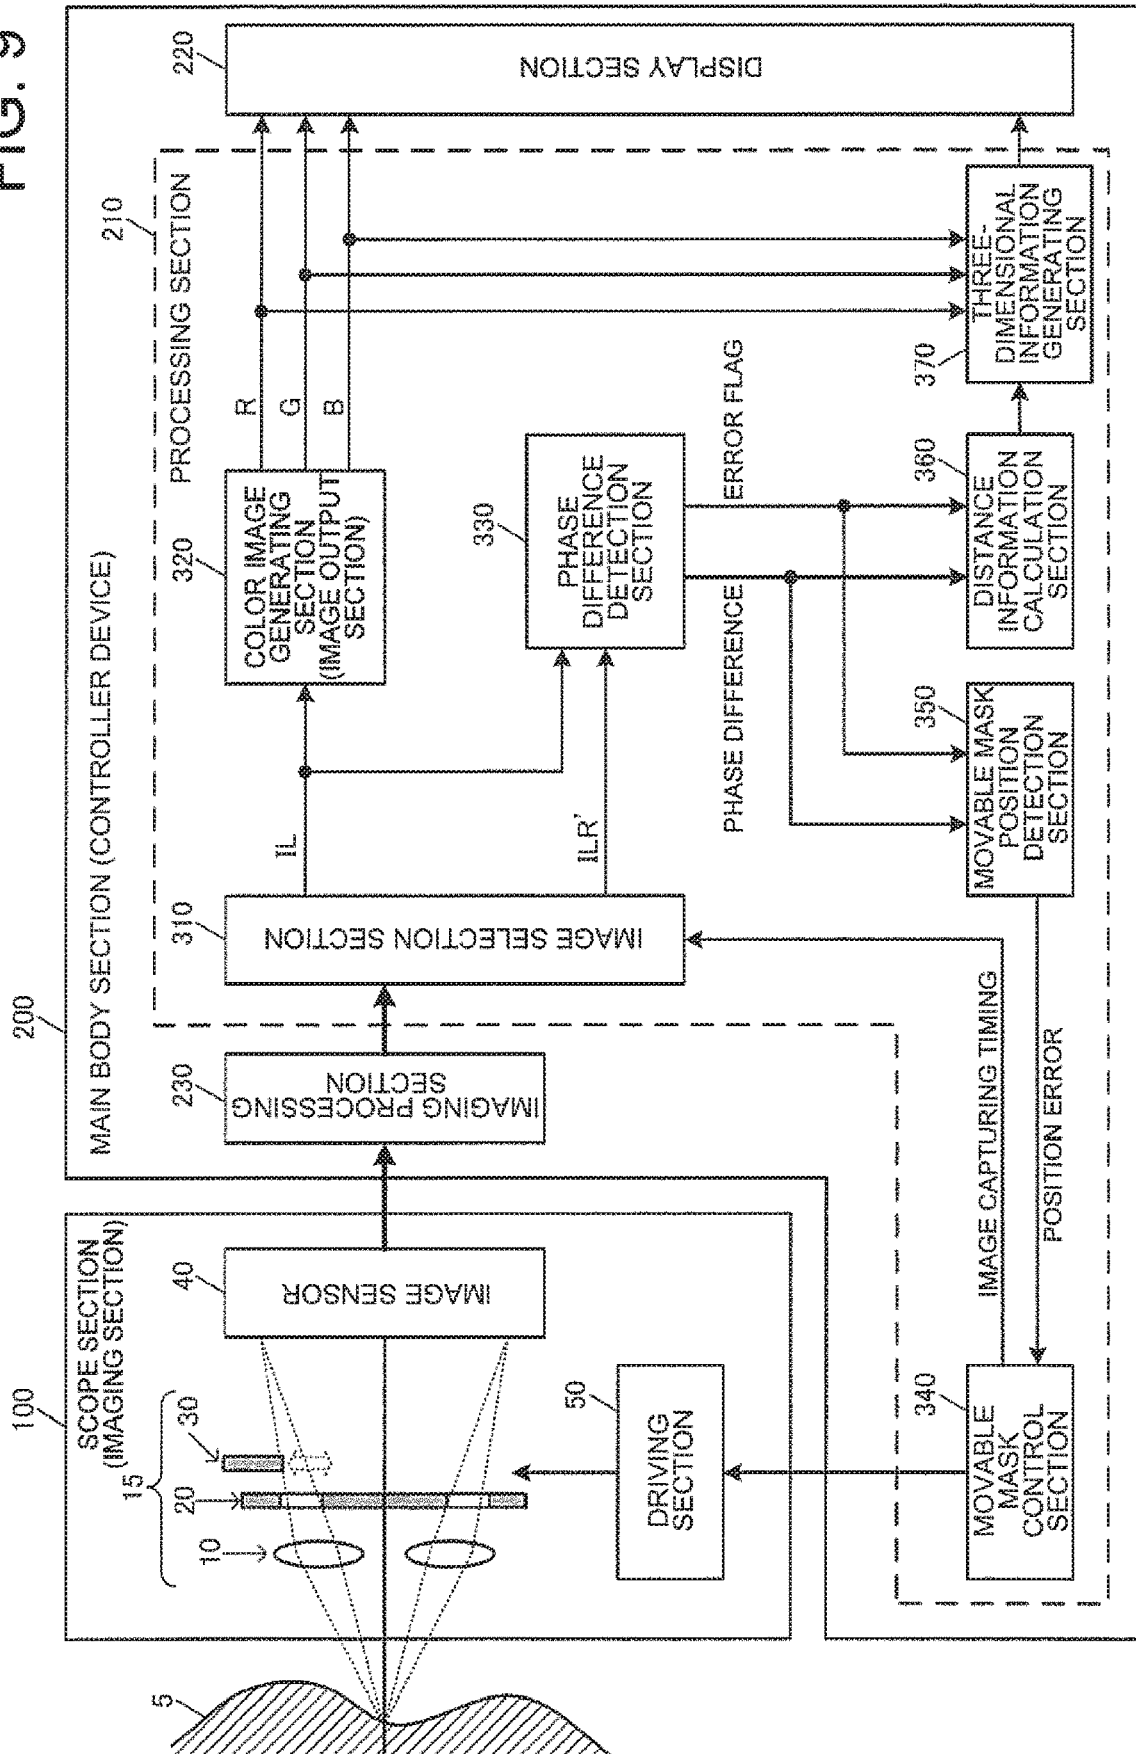 FIG. 9
200
MAIN BODY SECTION (CONTROLLER DEVICE)
100
SCOPE SECTION
(IMAGING SECTION)
15
10
20
30
40
IMAGE SENSOR
5
50
DRIVING
SECTION
230
IMAGING PROCESSING
SECTION
210
PROCESSING SECTION
310
IMAGE SELECTION SECTION
IL
ILR'
320
COLOR IMAGE
GENERATING
SECTION
(IMAGE OUTPUT
SECTION)
R
G
B
330
PHASE
DIFFERENCE
DETECTION
SECTION
PHASE DIFFERENCE
ERROR FLAG
220
DISPLAY SECTION
340
MOVABLE
MASK
CONTROL
SECTION
IMAGE CAPTURING TIMING
POSITION ERROR
350
MOVABLE MASK
POSITION
DETECTION
SECTION
360
DISTANCE
INFORMATION
CALCULATION
SECTION
370
THREE-
DIMENSIONAL
INFORMATION
GENERATING
SECTION